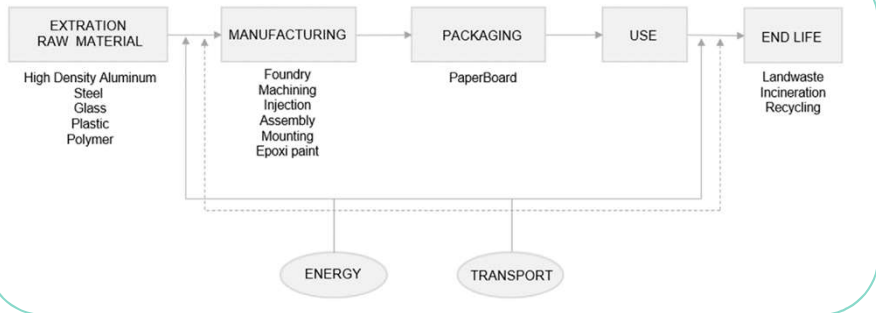 EXTRATION
RAW MATERIAL
MANUFACTURING
PACKAGING
USE
END LIFE
High Density Aluminum
Steel
Glass
Plastic
Polymer
Foundry
Machining
Injection
Assembly
Mounting
Epoxi paint
PaperBoard
Landwaste
Incineration
Recycling
ENERGY
TRANSPORT